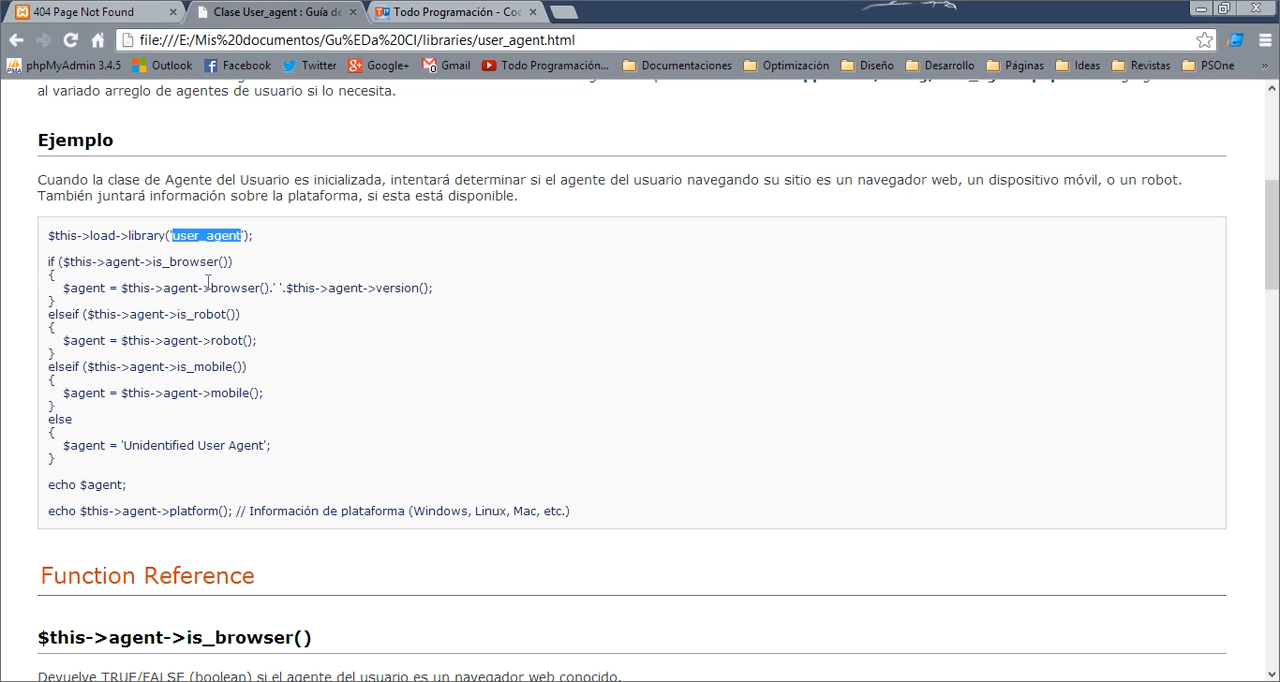 404 Page Not Found
Clase User_agent : Guía de
Todo Programación - Coc
file:///E:/Mis%20documentos/Gu%EDa%20CI/libraries/user_agent.html
phpMyAdmin 3.4.5 Outlook Facebook Twitter Google+ Gmail Todo Programación... Documentaciones Optimización Diseño Desarrollo Páginas Ideas Revistas PSOne »
al variado arreglo de agentes de usuario si lo necesita.
Ejemplo
Cuando la clase de Agente del Usuario es inicializada, intentará determinar si el agente del usuario navegando su sitio es un navegador web, un dispositivo móvil, o un robot.
También juntará información sobre la plataforma, si esta está disponible.
$this->load->library('user_agent');
if ($this->agent->is_browser())
{
$agent = $this->agent->browser().' '.$this->agent->version();
}
elseif ($this->agent->is_robot())
{
$agent = $this->agent->robot();
}
elseif ($this->agent->is_mobile())
{
$agent = $this->agent->mobile();
}
else
{
$agent = 'Unidentified User Agent';
}
echo $agent;
echo $this->agent->platform(); // Información de plataforma (Windows, Linux, Mac, etc.)
Function Reference
$this->agent->is_browser()
Devuelve TRUE/FALSE (boolean) si el agente del usuario es un navegador web conocido.